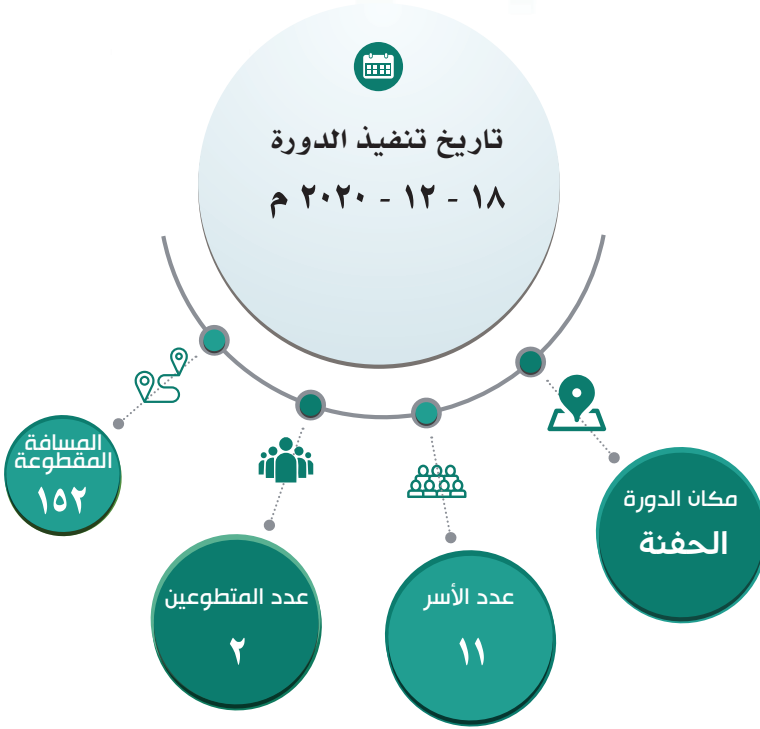 تاريخ تنفيذ الدورة
١٨ - ١٢ - ٢٠٢٠ م
مكان الدورة
الحفنة
عدد الأسر
١١
عدد المتطوعين
٢
المسافة
المقطوعة
١٥٢